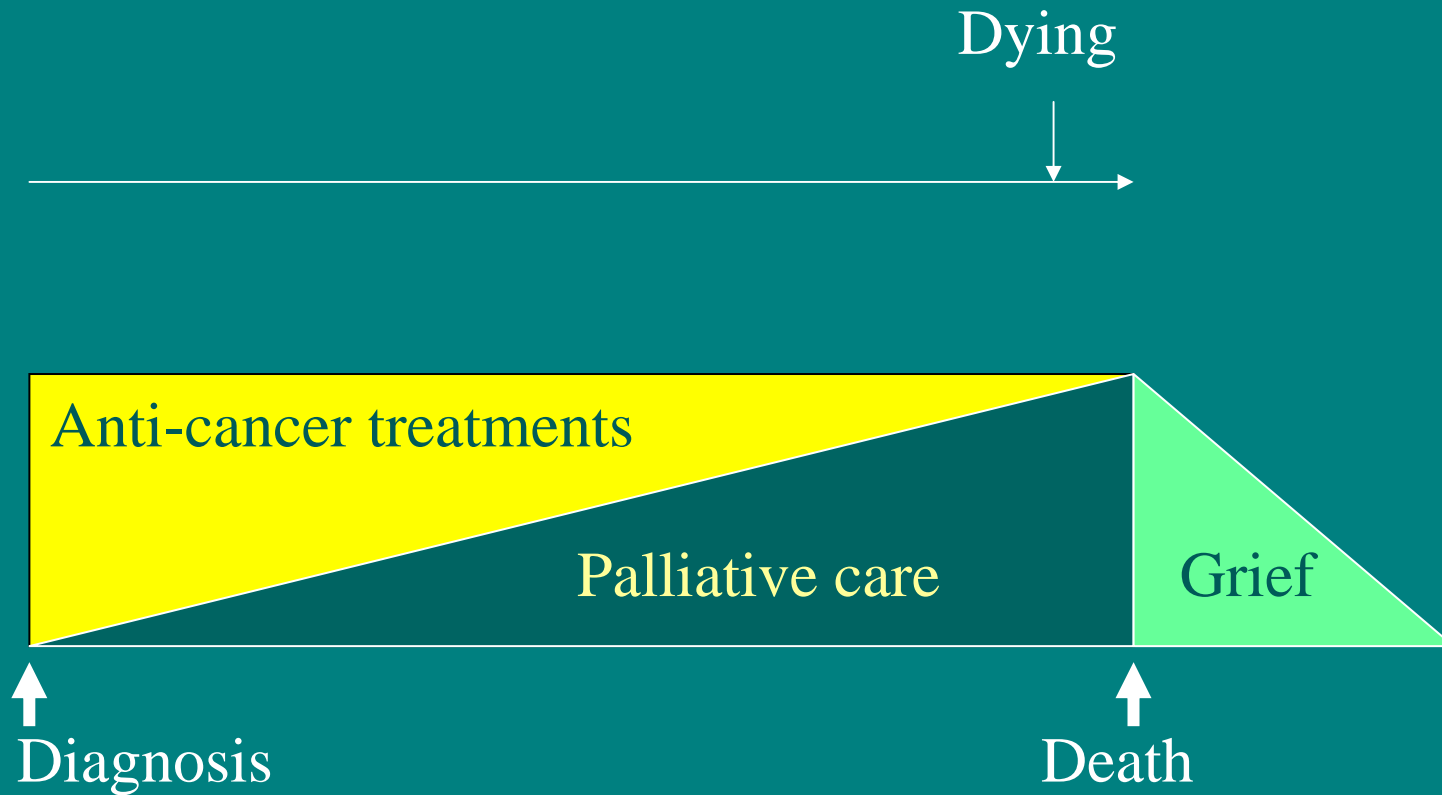 Dying
Anti-cancer treatments
Palliative care
Grief
Diagnosis
Death